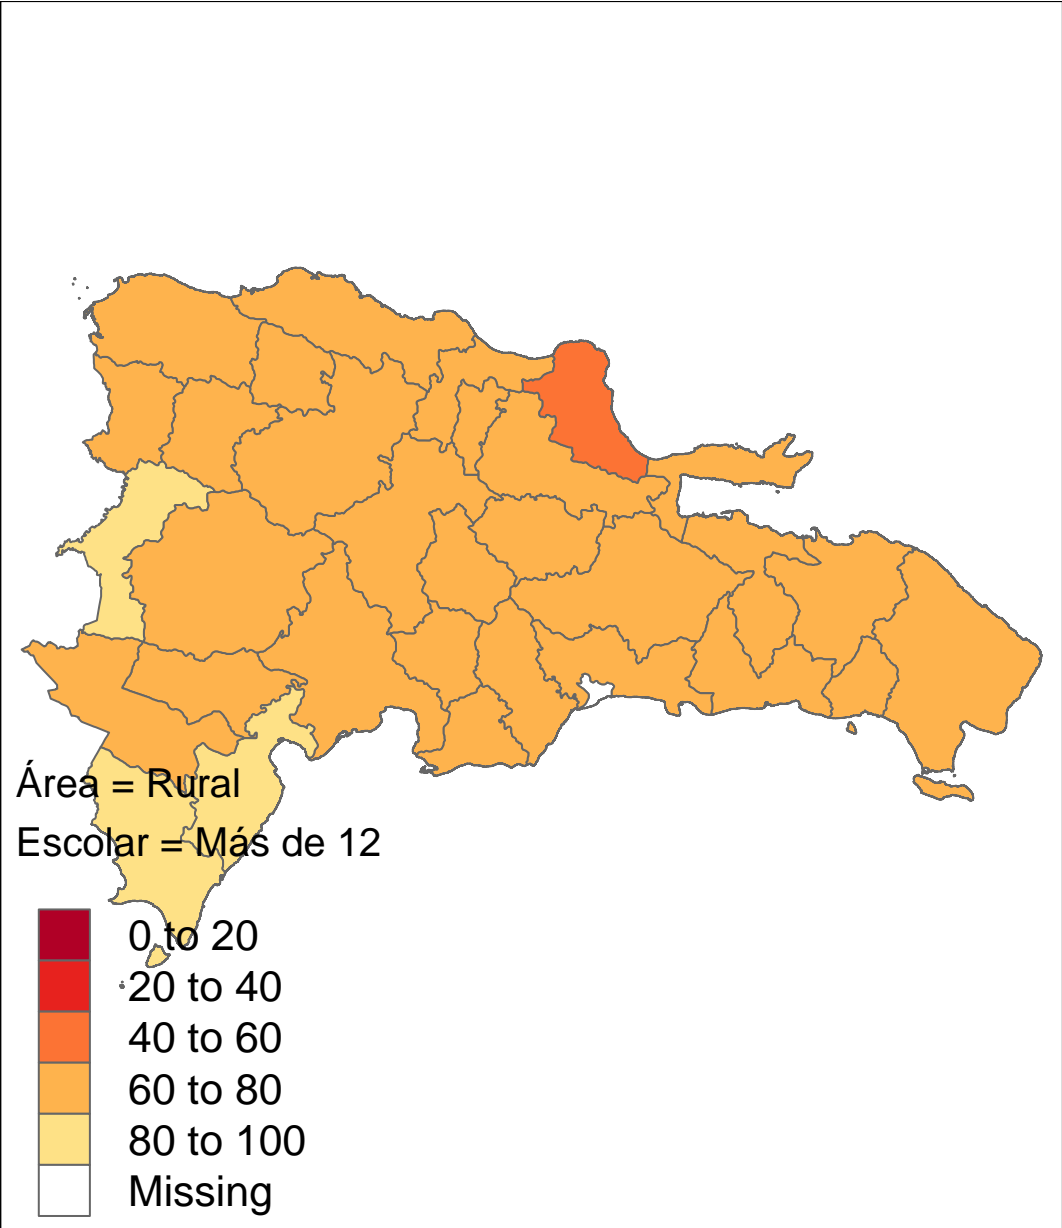 Área = Rural
Escolar = Más de 12
0 to 20
20 to 40
40 to 60
60 to 80
80 to 100
Missing